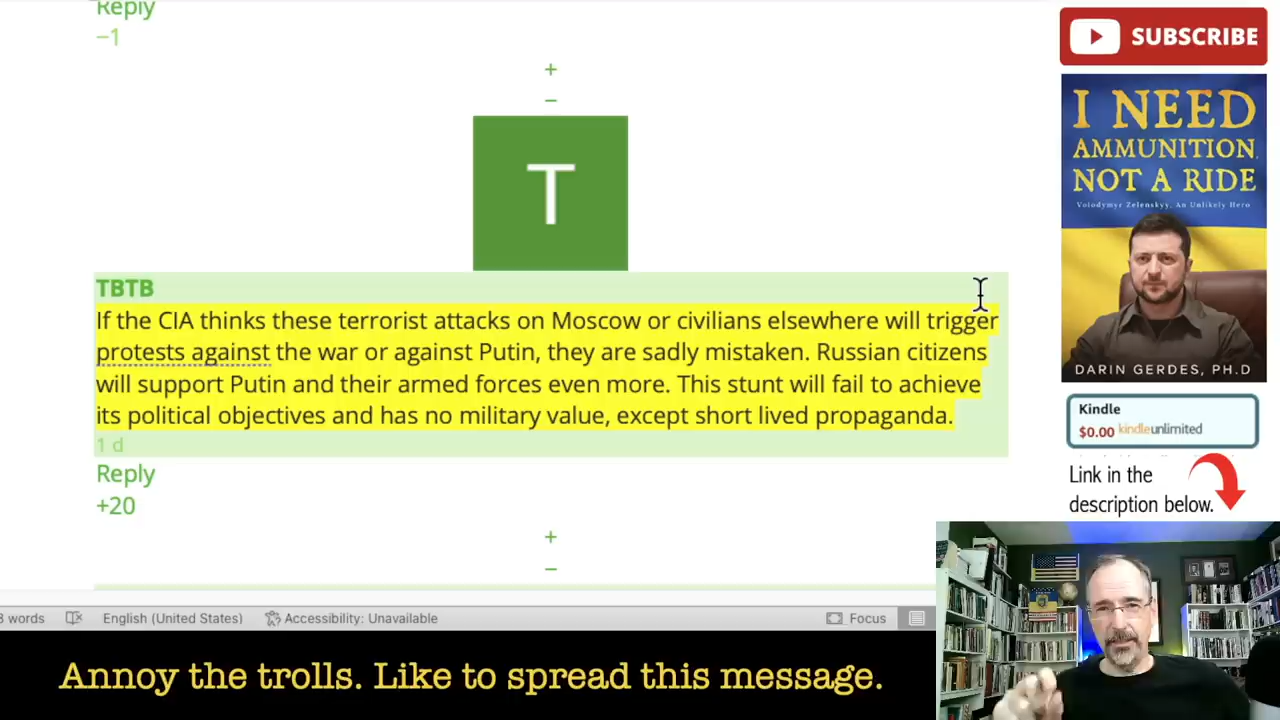 Reply
−1
+
−
T
TBTB
If the CIA thinks these terrorist attacks on Moscow or civilians elsewhere will trigger
protests against the war or against Putin, they are sadly mistaken. Russian citizens
will support Putin and their armed forces even more. This stunt will fail to achieve
its political objectives and has no military value, except short lived propaganda.
1 d
Reply
+20
+
−
words
English (United States)
Accessibility: Unavailable
Focus
Annoy the trolls. Like to spread this message.
SUBSCRIBE
I NEED
AMMUNITION,
NOT A RIDE
Volodymyr Zelenskyy, An Unlikely Hero
DARIN GERDES, PH.D
Kindle
$0.00 kindleunlimited
Link in the
description below.